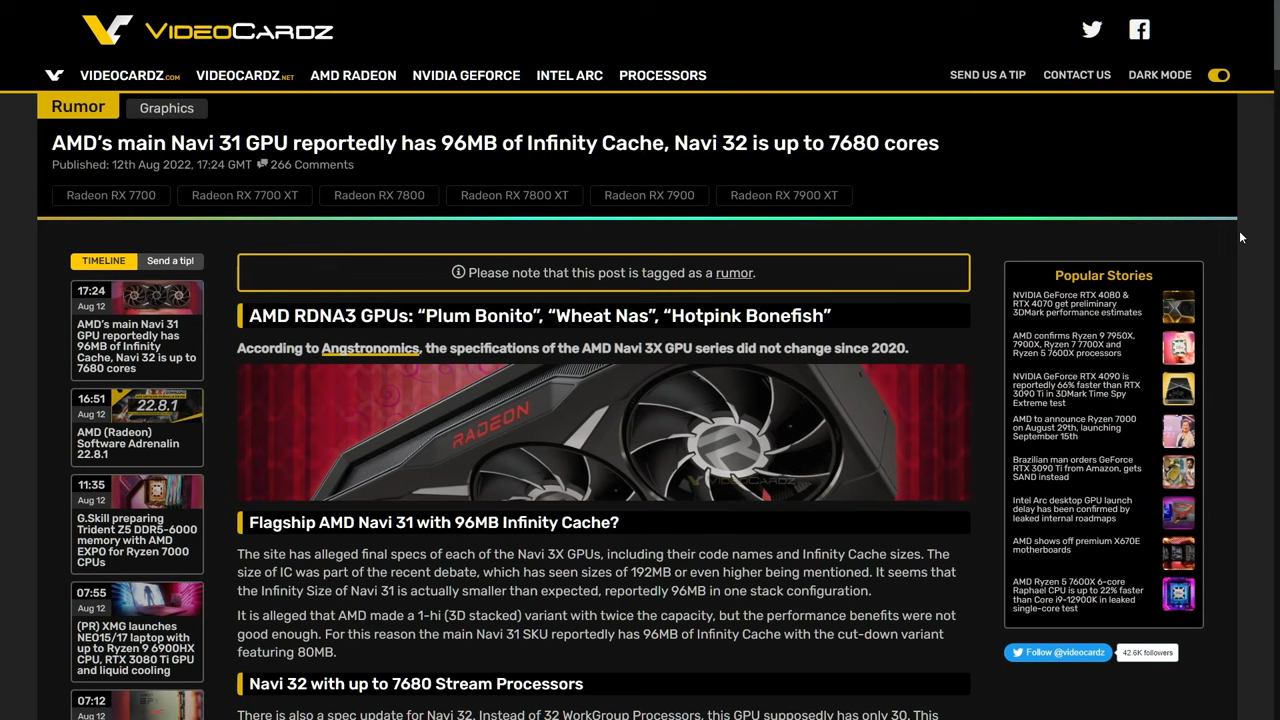 VIDEOCARDZ
VIDEOCARDZ.COM VIDEOCARDZ.NET AMD RADEON NVIDIA GEFORCE INTEL ARC PROCESSORS SEND US A TIP CONTACT US DARK MODE
Rumor Graphics
AMD’s main Navi 31 GPU reportedly has 96MB of Infinity Cache, Navi 32 is up to 7680 cores
Published: 12th Aug 2022, 17:24 GMT 266 Comments
Radeon RX 7700 Radeon RX 7700 XT Radeon RX 7800 Radeon RX 7800 XT Radeon RX 7900 Radeon RX 7900 XT
TIMELINE Send a tip!
17:24
Aug 12
AMD’s main Navi 31
GPU reportedly has
96MB of Infinity
Cache, Navi 32 is up to
7680 cores
16:51
Aug 12
22.8.1
AMD (Radeon)
Software Adrenalin
22.8.1
11:35
Aug 12
G.Skill preparing
Trident Z5 DDR5-6000
memory with AMD
EXPO for Ryzen 7000
CPUs
07:55
Aug 12
(PR) XMG launches
NEO15/17 laptop with
up to Ryzen 9 6900HX
CPU, RTX 3080 Ti GPU
and liquid cooling
07:12
Aug 12
Please note that this post is tagged as a rumor.
AMD RDNA3 GPUs: “Plum Bonito”, “Wheat Nas”, “Hotpink Bonefish”
According to Angstronomics, the specifications of the AMD Navi 3X GPU series did not change since 2020.
RADEON
VIDEOCARDZ
Flagship AMD Navi 31 with 96MB Infinity Cache?
The site has alleged final specs of each of the Navi 3X GPUs, including their code names and Infinity Cache sizes. The
size of IC was part of the recent debate, which has seen sizes of 192MB or even higher being mentioned. It seems that
the Infinity Size of Navi 31 is actually smaller than expected, reportedly 96MB in one stack configuration.
It is alleged that AMD made a 1-hi (3D stacked) variant with twice the capacity, but the performance benefits were not
good enough. For this reason the main Navi 31 SKU reportedly has 96MB of Infinity Cache with the cut-down variant
featuring 80MB.
Navi 32 with up to 7680 Stream Processors
There is also a spec update for Navi 32. Instead of 32 WorkGroup Processors, this GPU supposedly has only 30. This
Popular Stories
NVIDIA GeForce RTX 4080 &
RTX 4070 get preliminary
3DMark performance estimates
AMD confirms Ryzen 9 7950X,
7900X, Ryzen 7 7700X and
Ryzen 5 7600X processors
NVIDIA GeForce RTX 4090 is
reportedly 66% faster than RTX
3090 Ti in 3DMark Time Spy
Extreme test
AMD to announce Ryzen 7000
on August 29th, launching
September 15th
Brazilian man orders GeForce
RTX 3090 Ti from Amazon, gets
SAND instead
Intel Arc desktop GPU launch
delay has been confirmed by
leaked internal roadmaps
AMD shows off premium X670E
motherboards
AMD Ryzen 5 7600X 6-core
Raphael CPU is up to 22% faster
than Core i9-12900K in leaked
single-core test
Follow @videocardz 42.6K followers